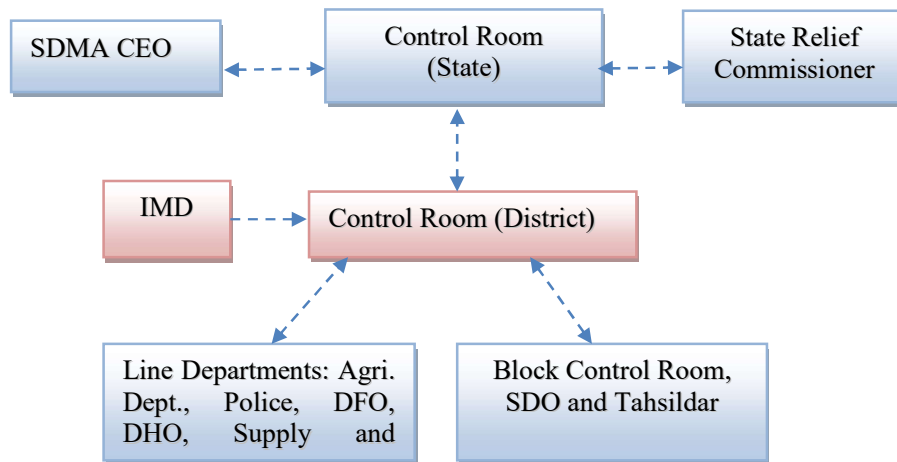 SDMA CEO
Control Room
(State)
State Relief
Commissioner
IMD
Control Room (District)
Line Departments: Agri.
Dept., Police, DFO,
DHO, Supply and
Block Control Room,
SDO and Tahsildar